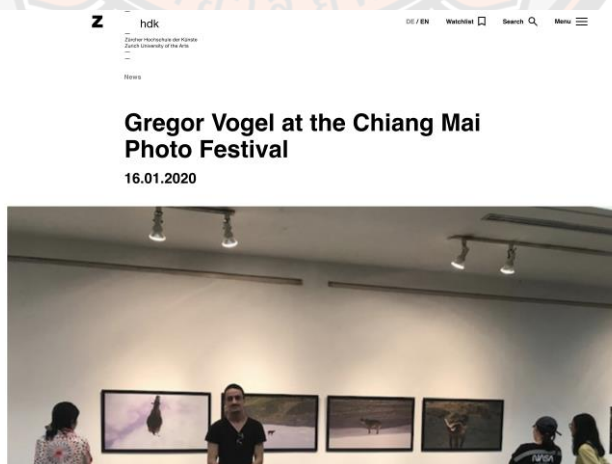 Z
hdk
Zürcher Hochschule der Künste
Zurich University of the Arts
DE / EN Watchlist Search Menu
News
Gregor Vogel at the Chiang Mai
Photo Festival
16.01.2020
NASA